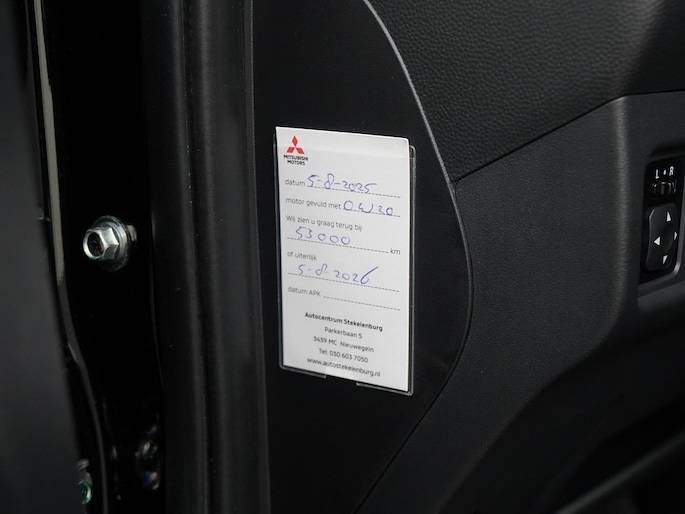 MITSUBISHI
MOTORS
datum 5-8-2025
motor gevuld met 0W20
Wij zien u graag terug bij
53000 km
of uiterlijk
5-8-2026
datum APK
Autocentrum Stekelenburg
Parkerbaan 5
3439 MC Nieuwegein
Tel: 030 603 7050
www.autostekelenburg.nl
L R